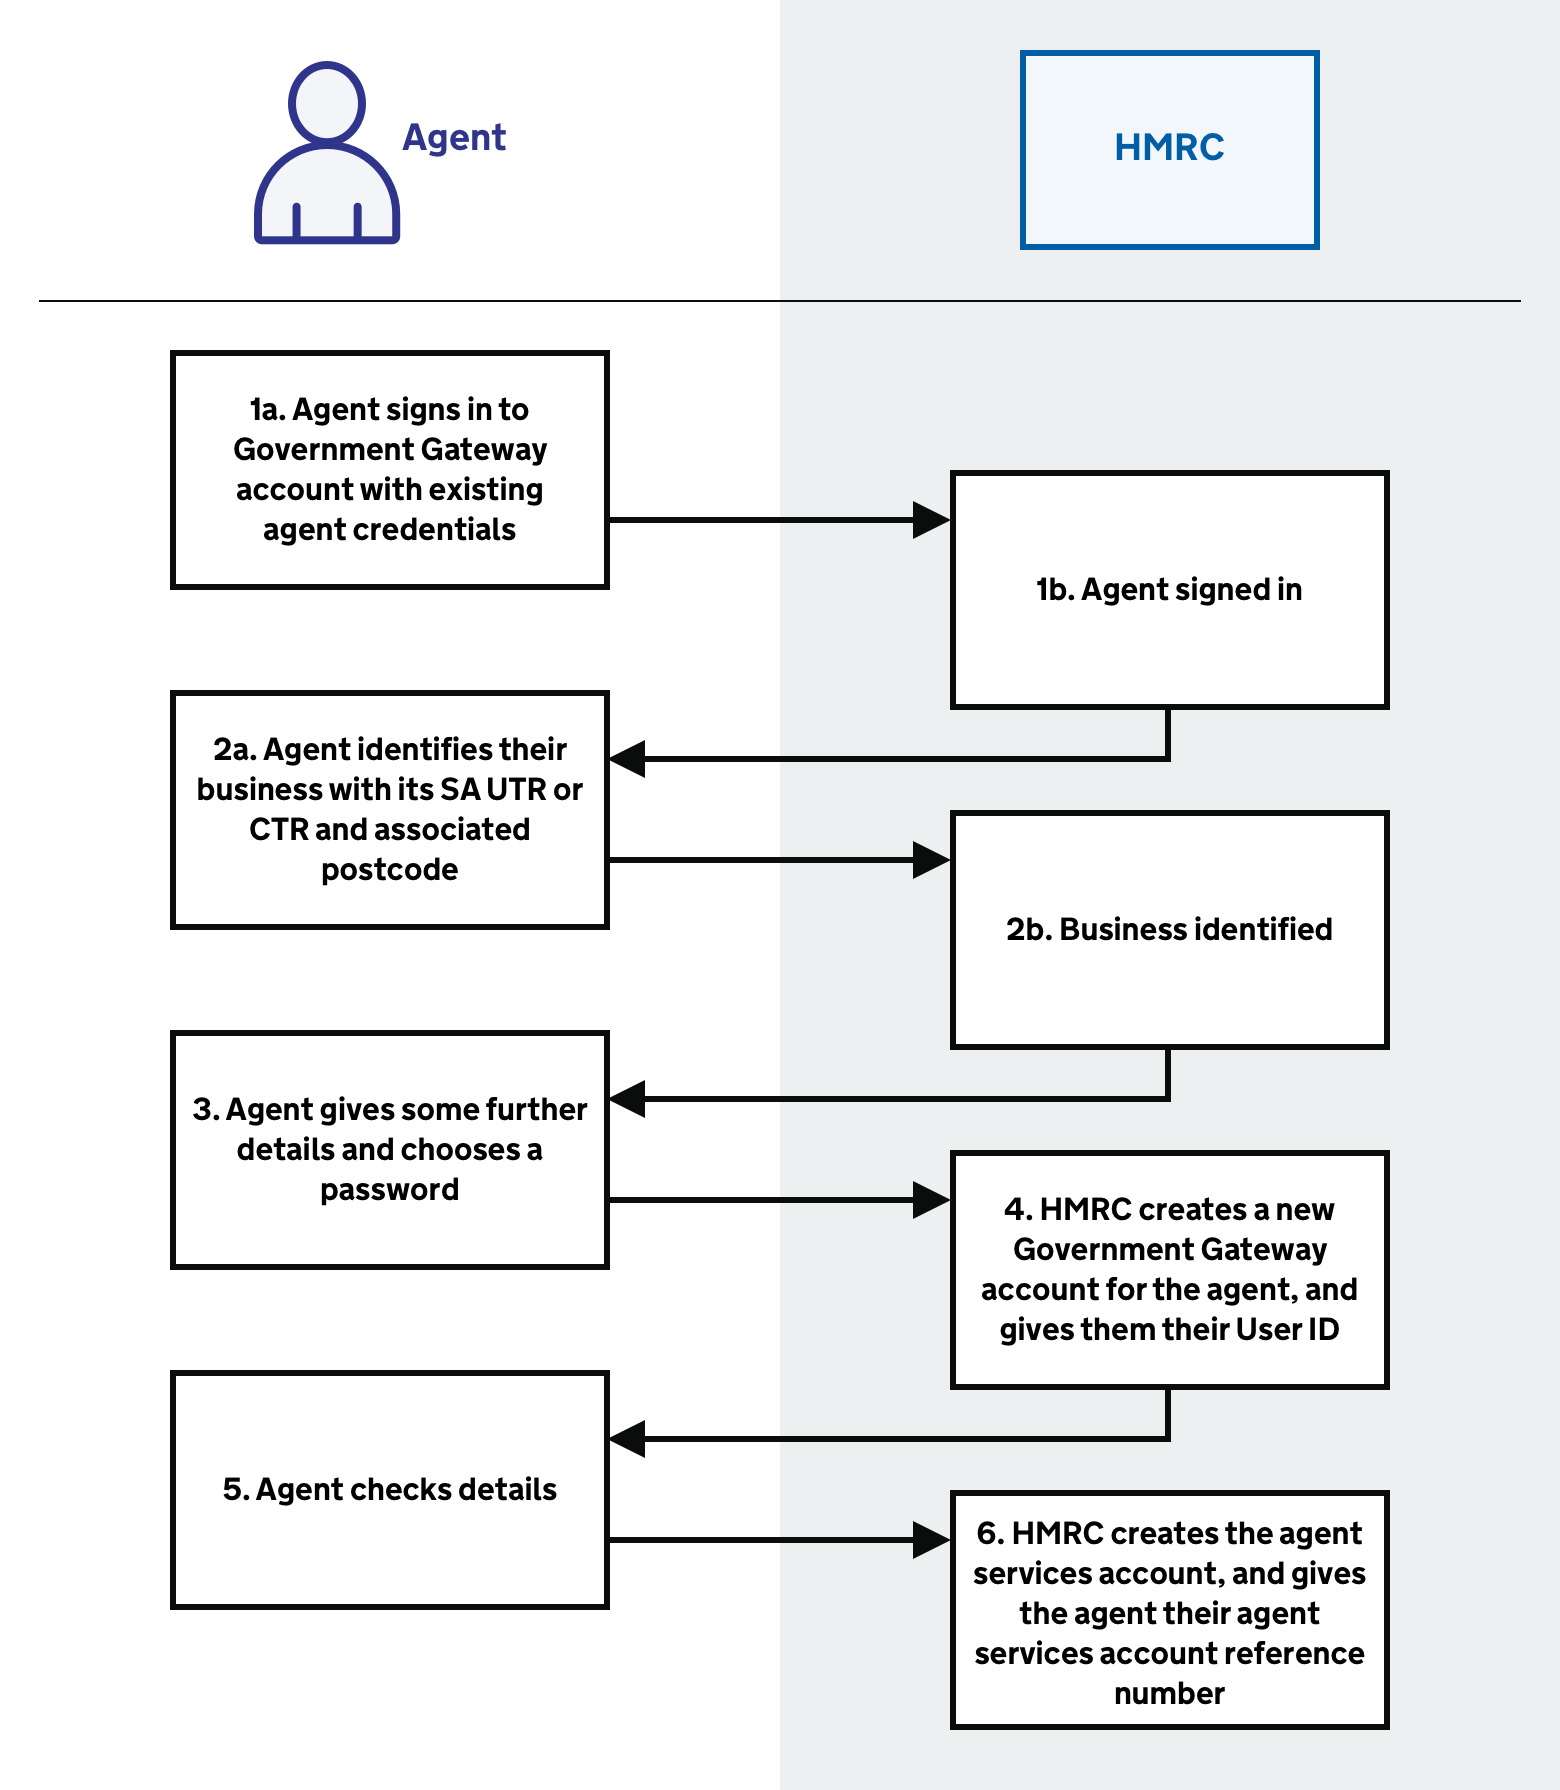 Agent
HMRC
1a. Agent signs in to
Government Gateway
account with existing
agent credentials
1b. Agent signed in
2a. Agent identifies their
business with its SA UTR or
CTR and associated
postcode
2b. Business identified
3. Agent gives some further
details and chooses a
password
4. HMRC creates a new
Government Gateway
account for the agent, and
gives them their User ID
5. Agent checks details
6. HMRC creates the agent
services account, and gives
the agent their agent
services account reference
number